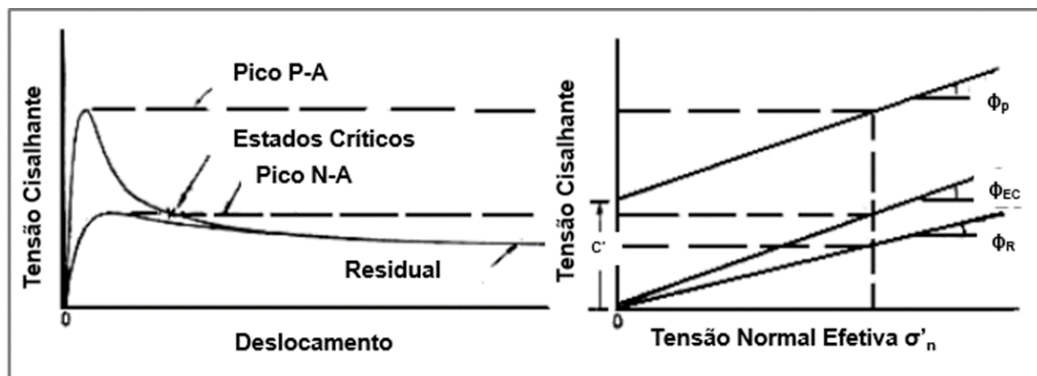 Tensão Cisalhante
Pico P-A
Estados Críticos
Pico N-A
Residual
0
Deslocamento
Tensão Cisalhante
C'
ϕp
ϕEC
ϕR
0
Tensão Normal Efetiva σ'n